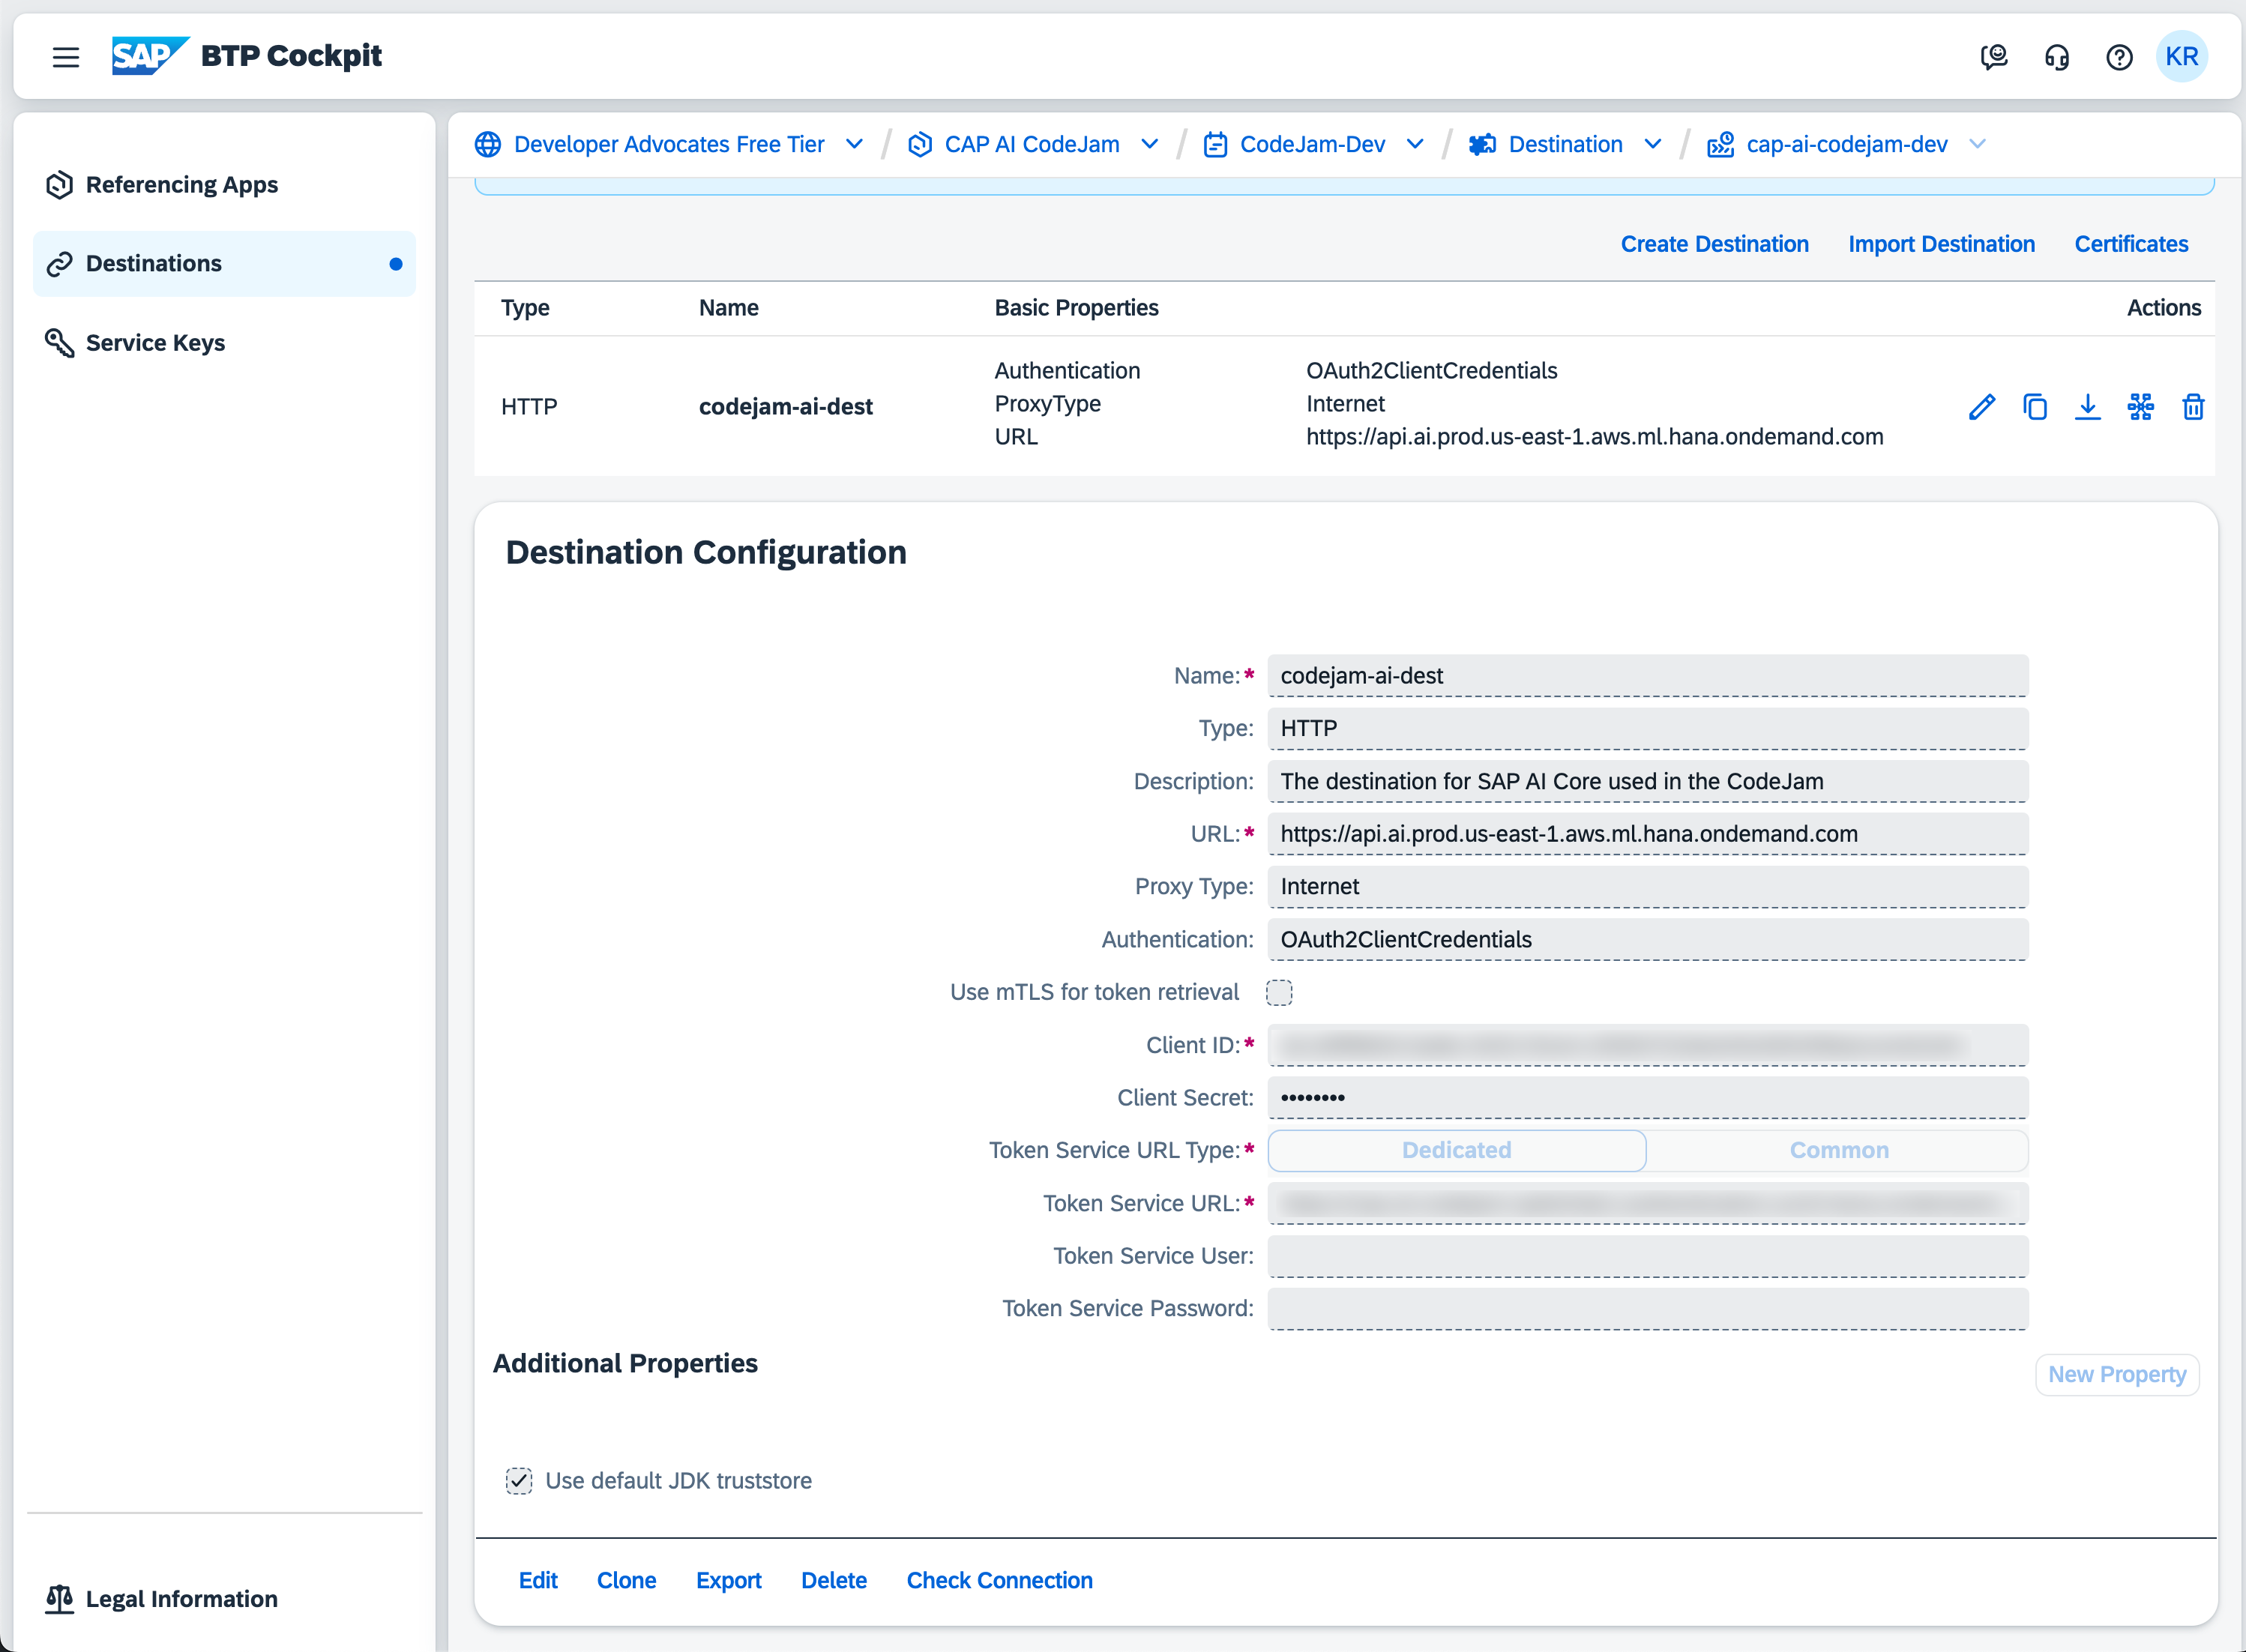 SAP BTP Cockpit
KR
Referencing Apps
Destinations
Service Keys
Legal Information
Developer Advocates Free Tier / CAP AI CodeJam / CodeJam-Dev / Destination / cap-ai-codejam-dev
Create Destination Import Destination Certificates
Type Name Basic Properties Actions
HTTP codejam-ai-dest
Authentication OAuth2ClientCredentials
ProxyType Internet
URL https://api.ai.prod.us-east-1.aws.ml.hana.ondemand.com
Destination Configuration
Name:* codejam-ai-dest
Type: HTTP
Description: The destination for SAP AI Core used in the CodeJam
URL:* https://api.ai.prod.us-east-1.aws.ml.hana.ondemand.com
Proxy Type: Internet
Authentication: OAuth2ClientCredentials
Use mTLS for token retrieval
Client ID:*
Client Secret: ••••••••
Token Service URL Type:* Dedicated Common
Token Service URL:*
Token Service User:
Token Service Password:
Additional Properties
New Property
Use default JDK truststore
Edit Clone Export Delete Check Connection